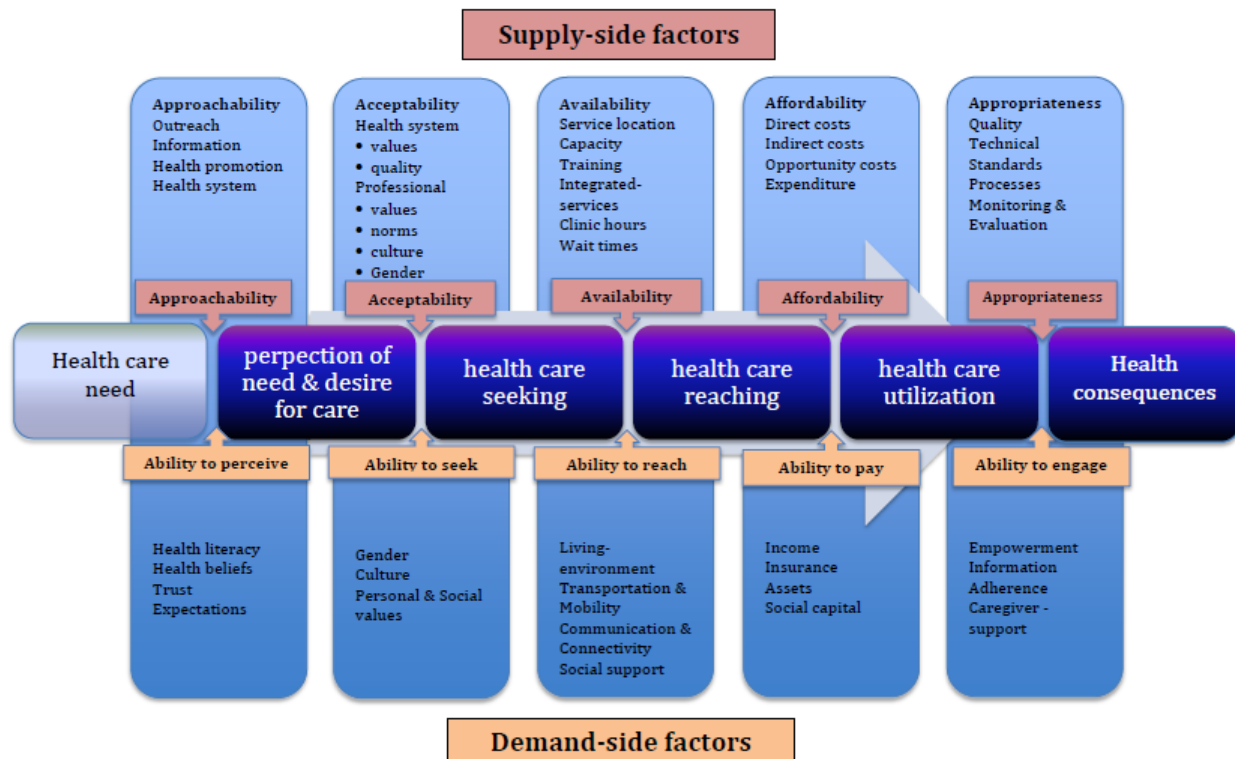 Supply-side factors
Approachability
Outreach
Information
Health promotion
Health system
Acceptability
Health system
• values
• quality
Professional
• values
• norms
• culture
• Gender
Availability
Service location
Capacity
Training
Integrated-
services
Clinic hours
Wait times
Affordability
Direct costs
Indirect costs
Opportunity costs
Expenditure
Appropriateness
Quality
Technical
Standards
Processes
Monitoring &
Evaluation
Approachability
Acceptability
Availability
Affordability
Appropriateness
Health care
need
perpection of
need & desire
for care
health care
seeking
health care
reaching
health care
utilization
Health
consequences
Ability to perceive
Ability to seek
Ability to reach
Ability to pay
Ability to engage
Health literacy
Health beliefs
Trust
Expectations
Gender
Culture
Personal & Social
values
Living-
environment
Transportation &
Mobility
Communication &
Connectivity
Social support
Income
Insurance
Assets
Social capital
Empowerment
Information
Adherence
Caregiver -
support
Demand-side factors